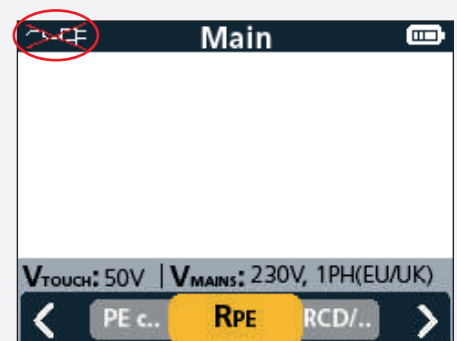 Main
VTOUCH: 50V | VMAINS: 230V, 1PH(EU/UK)
PE c.. RPE RCD/..